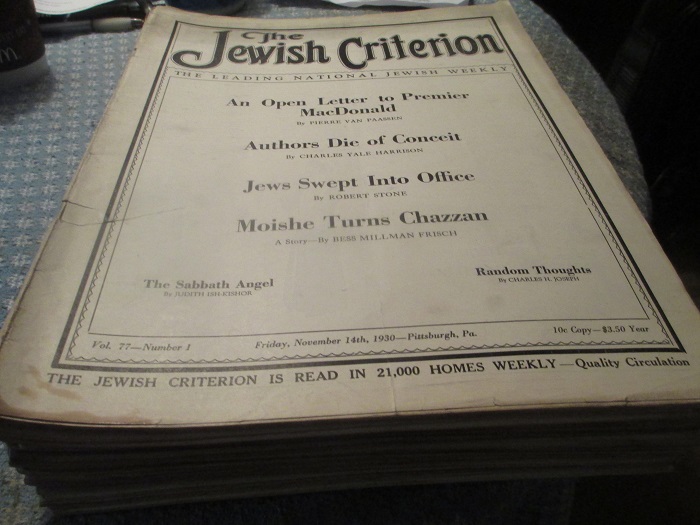 The
Jewish Criterion
THE LEADING NATIONAL JEWISH WEEKLY
An Open Letter to Premier
MacDonald
By PIERRE VAN PAASSEN
Authors Die of Conceit
By CHARLES YALE HARRISON
Jews Swept Into Office
By ROBERT STONE
Moishe Turns Chazzan
A Story—By BESS MILLMAN FRISCH
The Sabbath Angel
By JUDITH ISH-KISHOR
Random Thoughts
By CHARLES H. JOSEPH
Vol. 77—Number 1
Friday, November 14th, 1930—Pittsburgh, Pa.
10c Copy—$3.50 Year
THE JEWISH CRITERION IS READ IN 21,000 HOMES WEEKLY—Quality Circulation